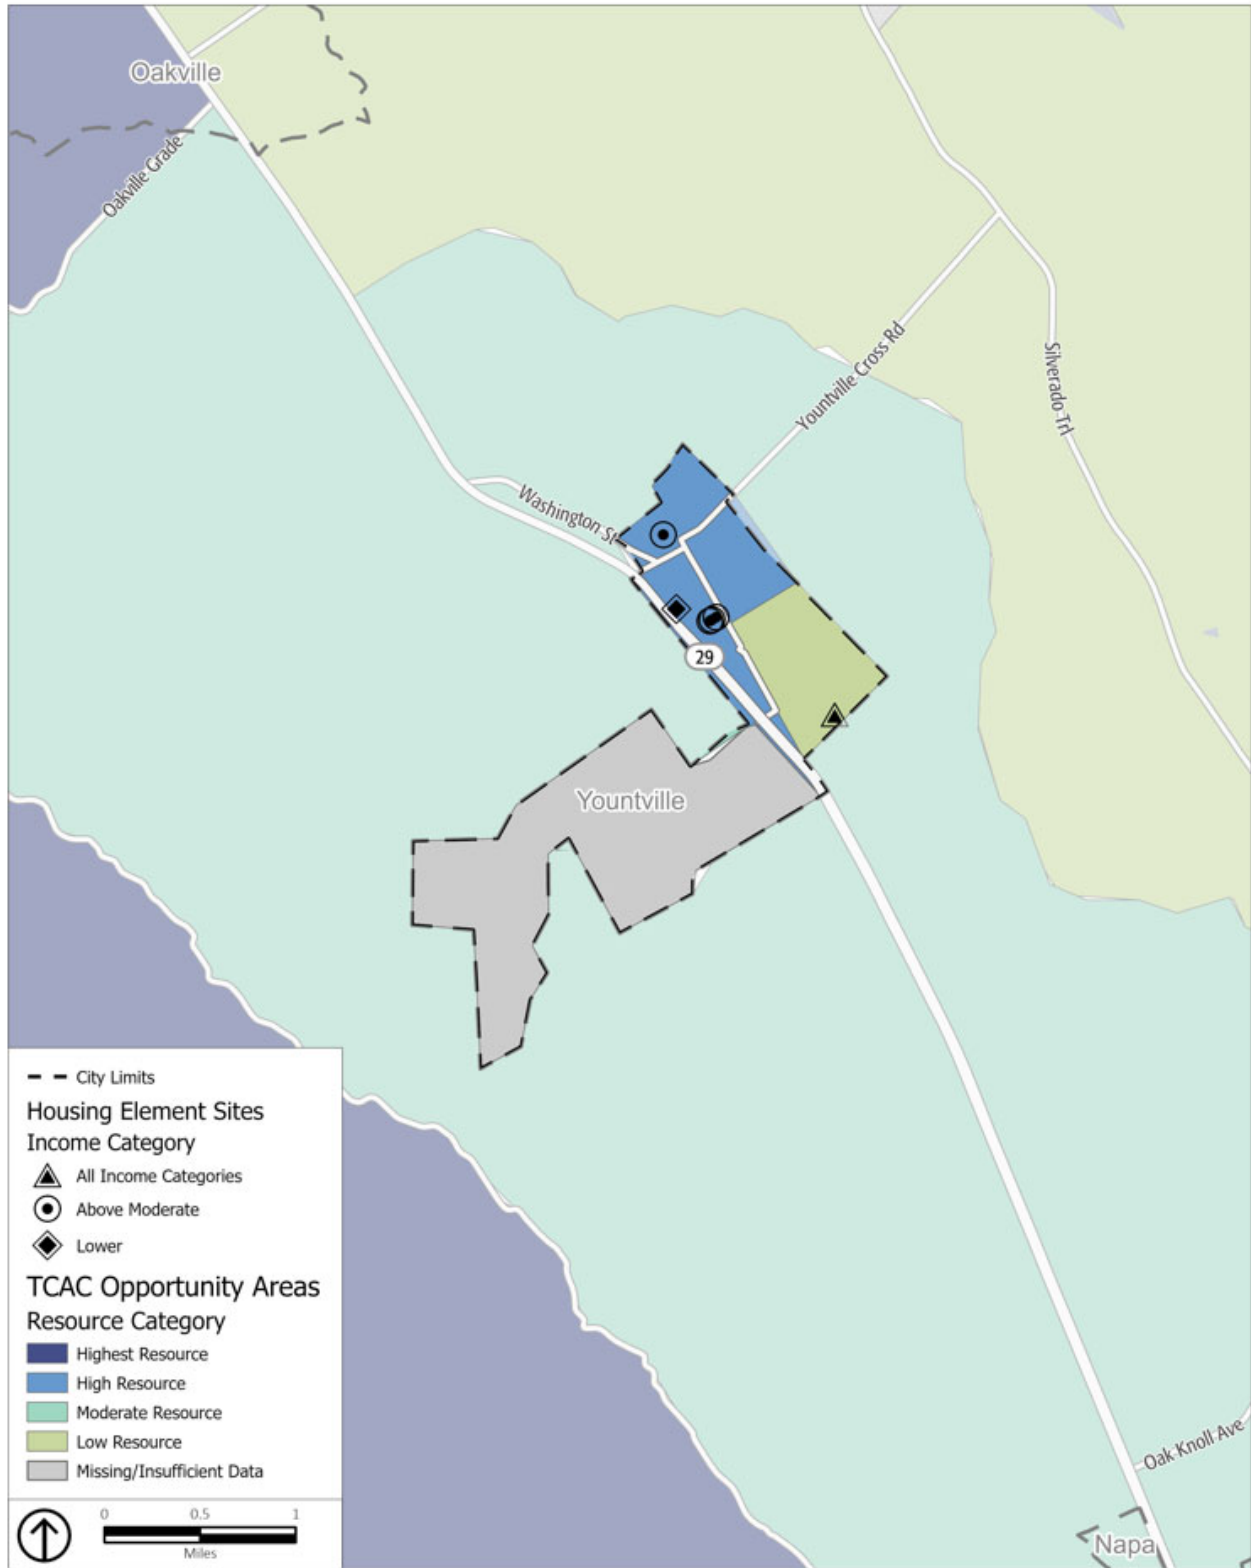 Oakville
Oakville Grade
Yountville Cross Rd
Silverado Trl
Washington St
29
Yountville
City Limits
Housing Element Sites
Income Category
All Income Categories
Above Moderate
Lower
TCAC Opportunity Areas
Resource Category
Highest Resource
High Resource
Moderate Resource
Low Resource
Missing/Insufficient Data
0 0.5 1
Miles
Oak Knoll Ave
Napa